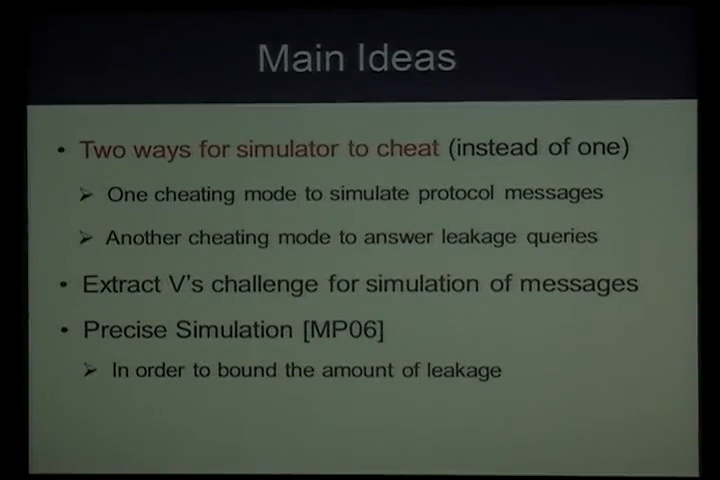 Main Ideas
• Two ways for simulator to cheat (instead of one)
➢ One cheating mode to simulate protocol messages
➢ Another cheating mode to answer leakage queries
• Extract V's challenge for simulation of messages
• Precise Simulation [MP06]
➢ In order to bound the amount of leakage